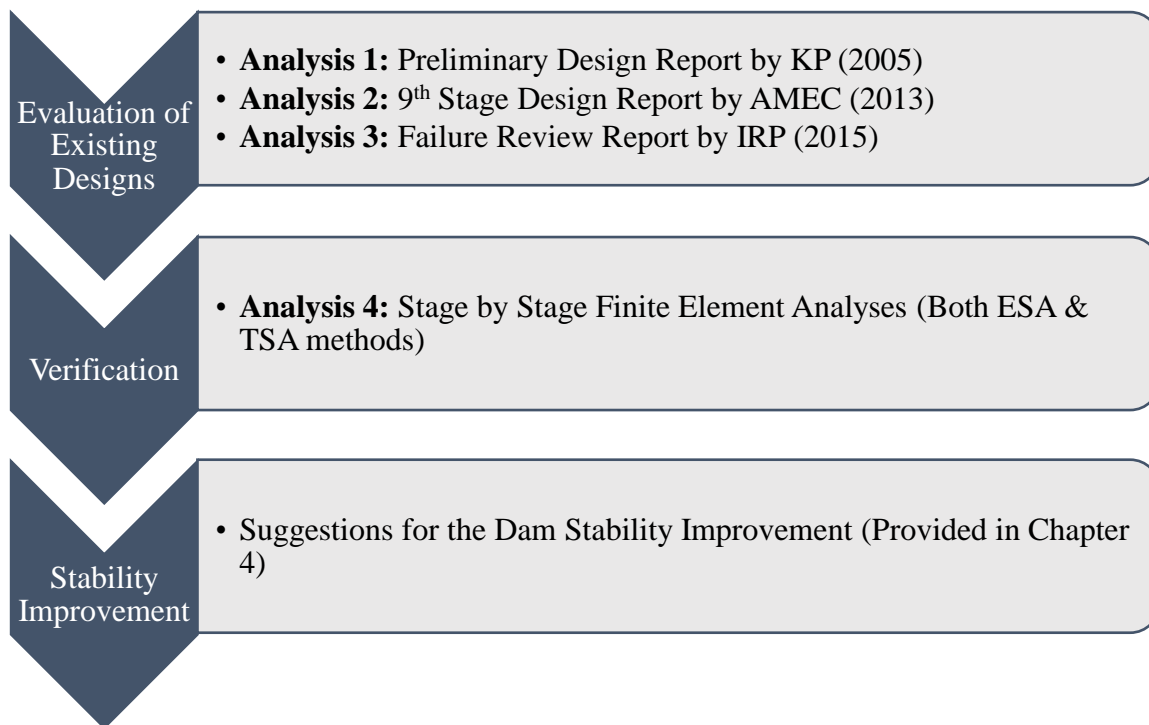 Evaluation of
Existing
Designs
• Analysis 1: Preliminary Design Report by KP (2005)
• Analysis 2: 9th Stage Design Report by AMEC (2013)
• Analysis 3: Failure Review Report by IRP (2015)
Verification
• Analysis 4: Stage by Stage Finite Element Analyses (Both ESA &
TSA methods)
Stability
Improvement
• Suggestions for the Dam Stability Improvement (Provided in Chapter
4)